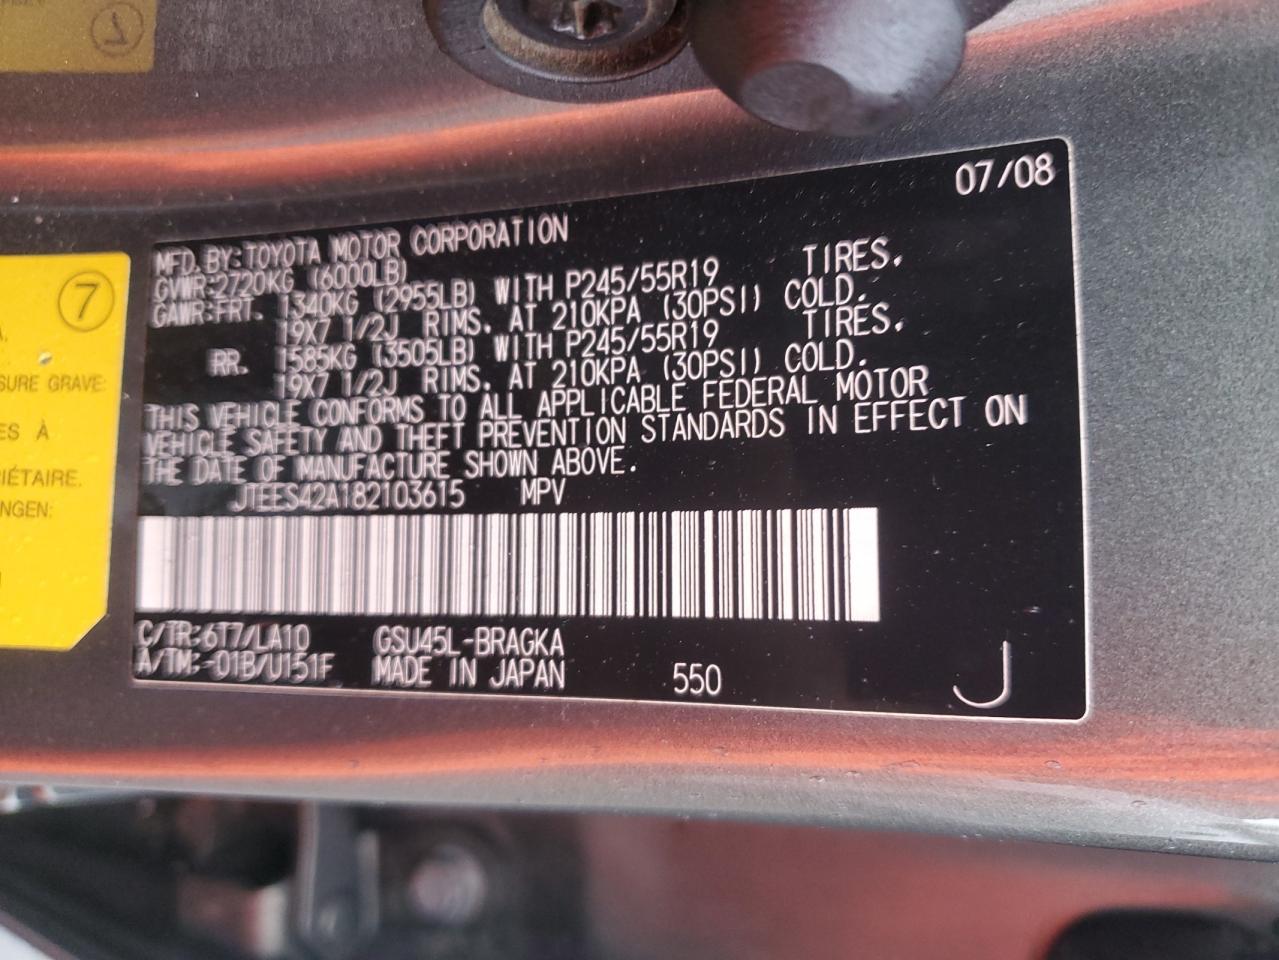 07/08
MFD. BY: TOYOTA MOTOR CORPORATION
GVWR: 2720KG (6000LB)
GAWR: FRT. 1340KG (2955LB) WITH P245/55R19 TIRES.
19X7 1/2J RIMS. AT 210KPA (30PSI) COLD.
RR. 1585KG (3505LB) WITH P245/55R19 TIRES.
19X7 1/2J RIMS. AT 210KPA (30PSI) COLD.
THIS VEHICLE CONFORMS TO ALL APPLICABLE FEDERAL MOTOR
VEHICLE SAFETY AND THEFT PREVENTION STANDARDS IN EFFECT ON
THE DATE OF MANUFACTURE SHOWN ABOVE.
JTEES42A182103615 MPV
C/TR: 6T7/LA10 GSU45L-BRAGKA
A/TM: -01B/U151F MADE IN JAPAN 550 J
7
SURE GRAVE:
ES À
IÉTAIRE.
NGEN: